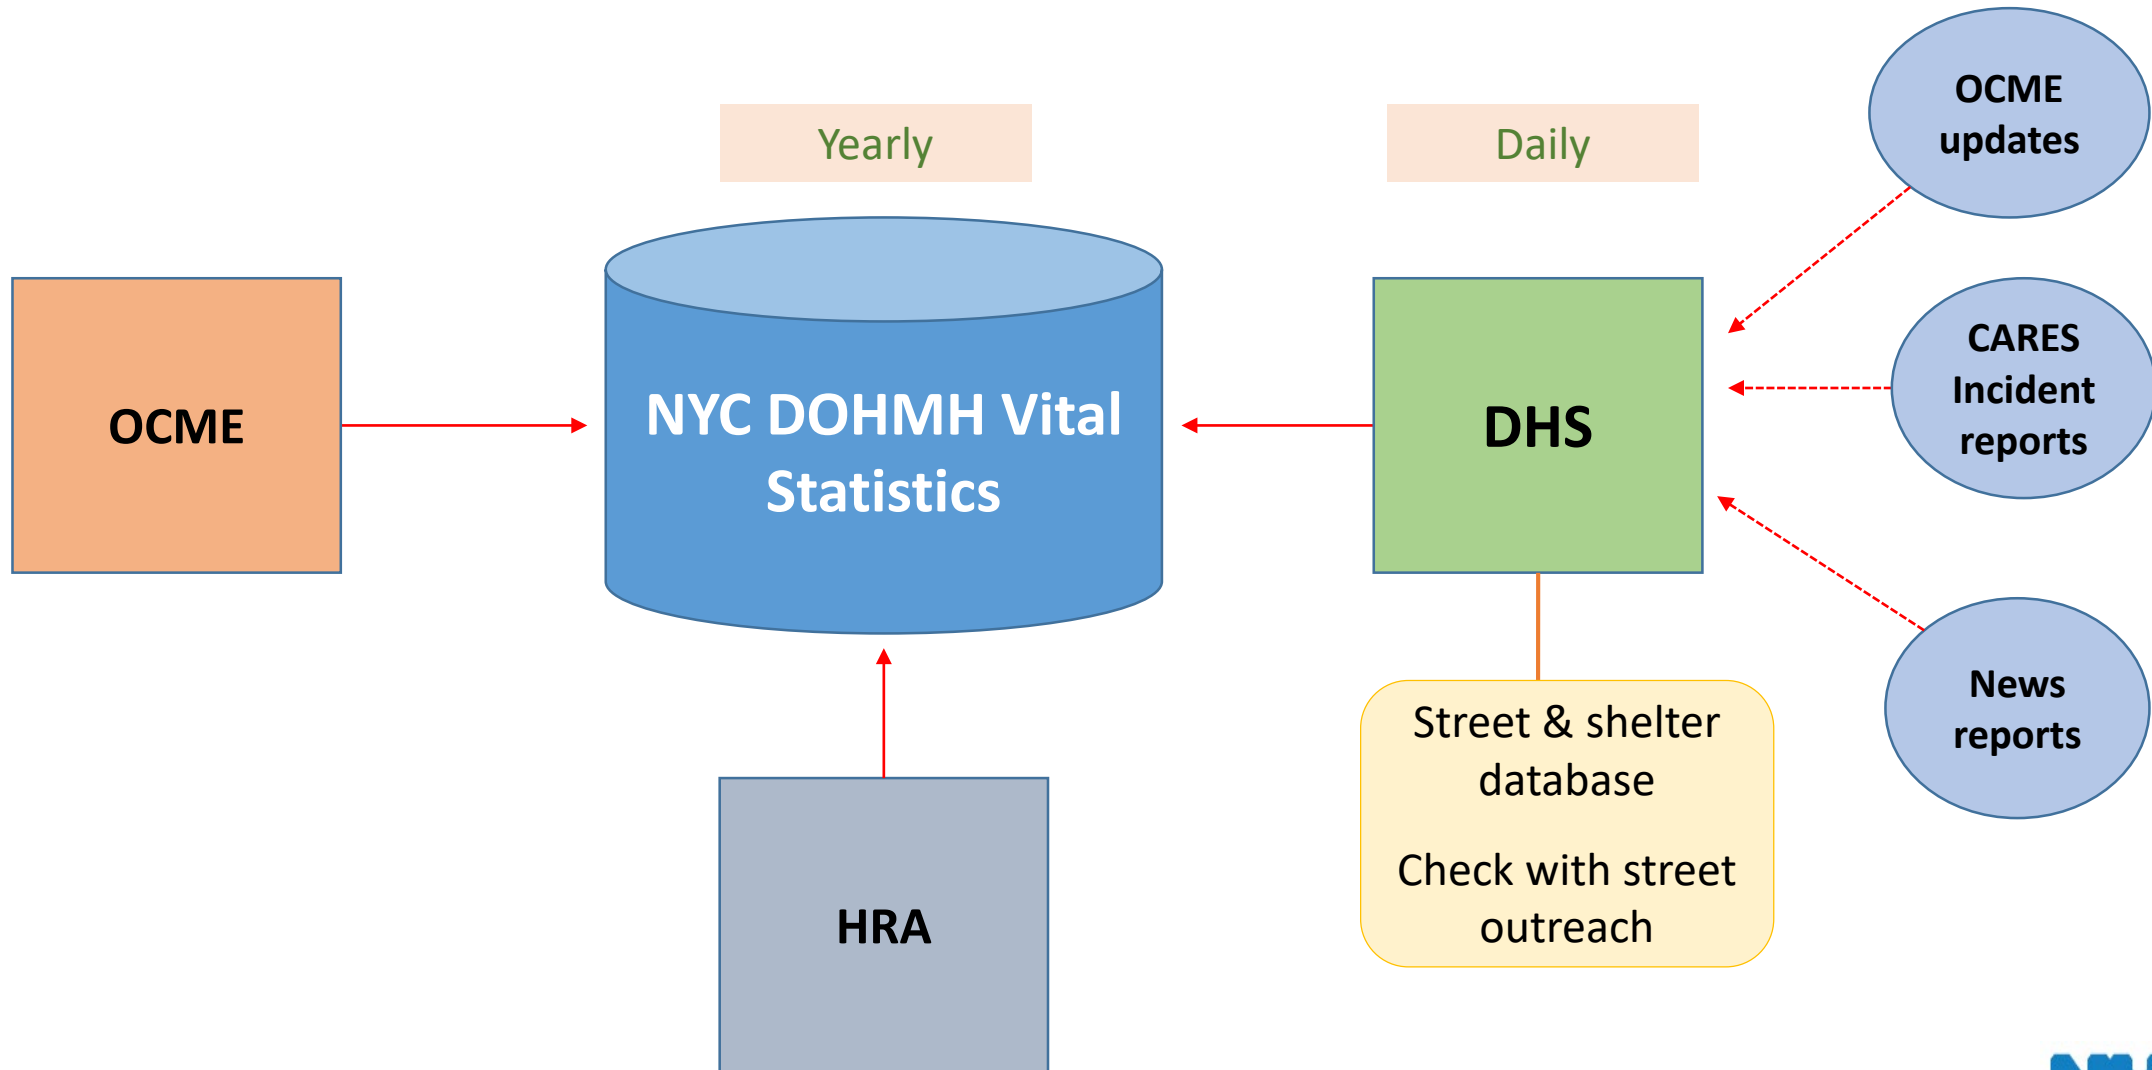 Yearly
Daily
OCME
updates
OCME
NYC DOHMH Vital
Statistics
DHS
CARES
Incident
reports
News
reports
Street & shelter
database
Check with street
outreach
HRA